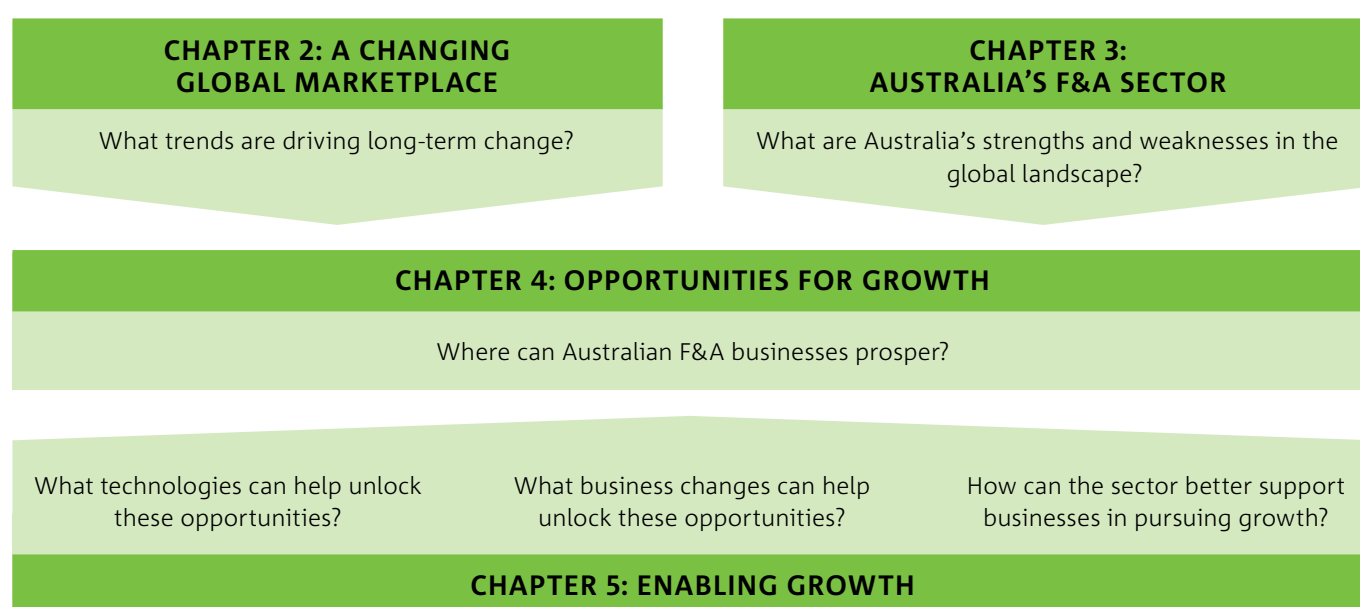 CHAPTER 2: A CHANGING
GLOBAL MARKETPLACE
What trends are driving long-term change?
CHAPTER 3:
AUSTRALIA’S F&A SECTOR
What are Australia’s strengths and weaknesses in the
global landscape?
CHAPTER 4: OPPORTUNITIES FOR GROWTH
Where can Australian F&A businesses prosper?
What technologies can help unlock
these opportunities?
What business changes can help
unlock these opportunities?
How can the sector better support
businesses in pursuing growth?
CHAPTER 5: ENABLING GROWTH